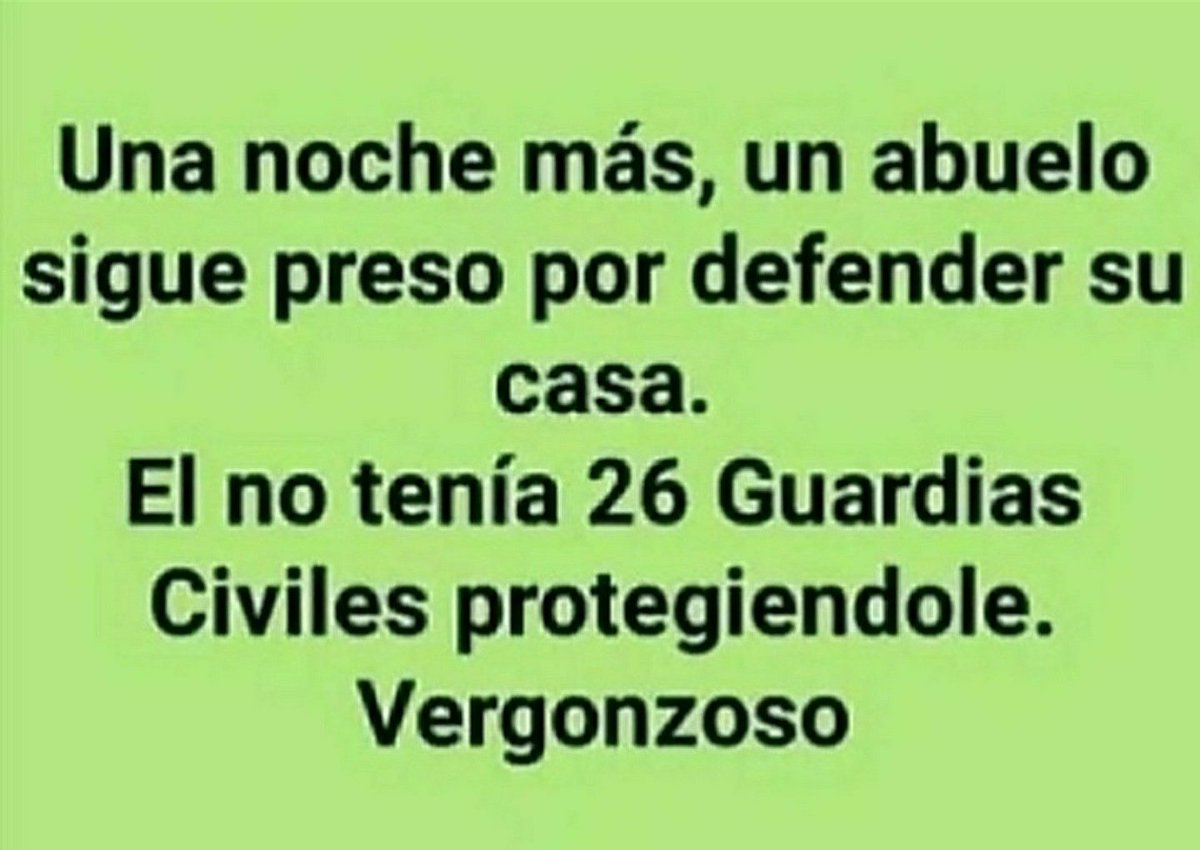 Una noche más, un abuelo
sigue preso por defender su
casa.
El no tenía 26 Guardias
Civiles protegiendole.
Vergonzoso